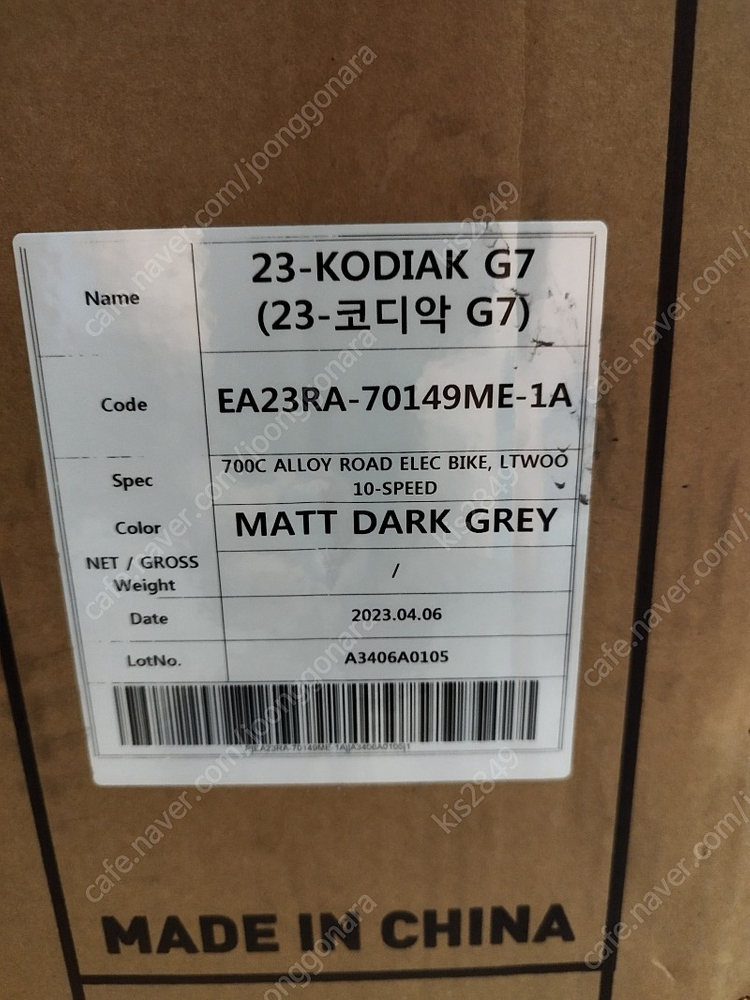 Name 23-KODIAK G7
(23-코디악 G7)
Code EA23RA-70149ME-1A
Spec 700C ALLOY ROAD ELEC BIKE, LTWOO
10-SPEED
Color MATT DARK GREY
NET / GROSS
Weight /
Date 2023.04.06
LotNo. A3406A0105
MADE IN CHINA
cafe.naver.com/joonggonara
kis2849